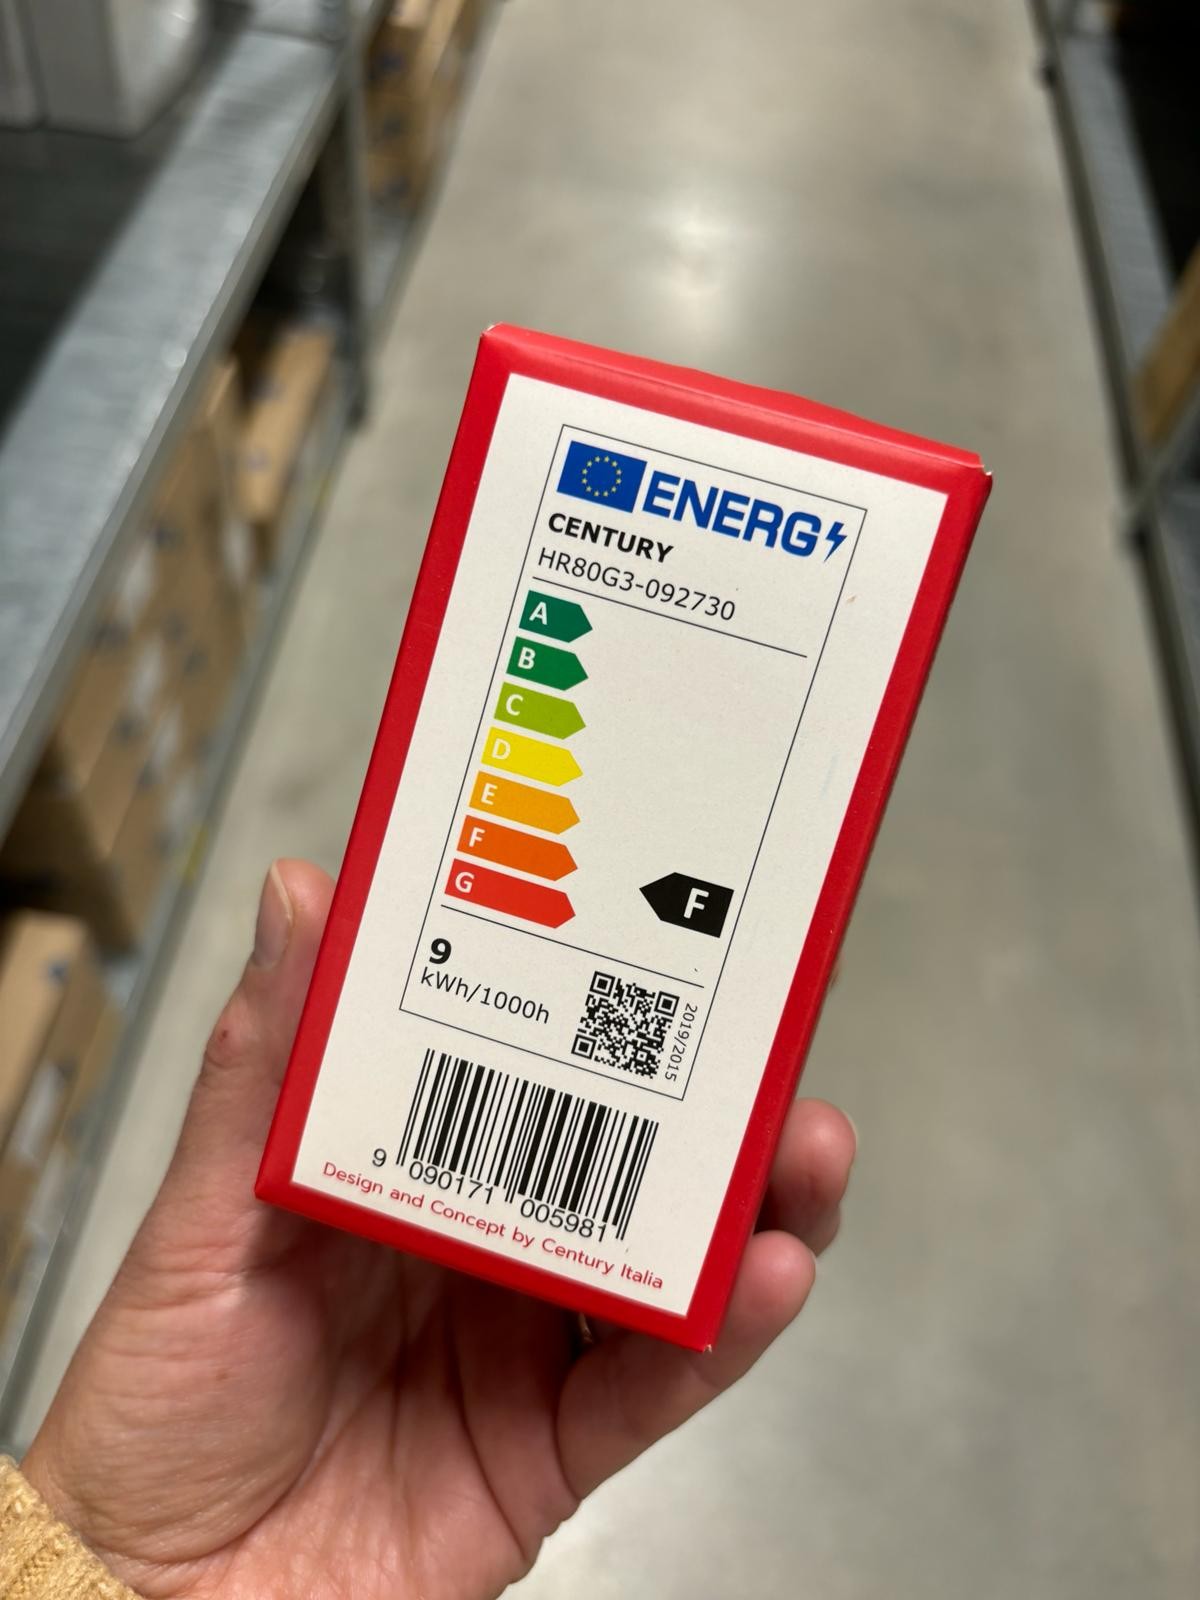 ENERG
CENTURY
HR80G3-092730
A
B
C
D
E
F
G
F
9
kWh/1000h
2019/2015
9 090171 005981
Design and Concept by Century Italia